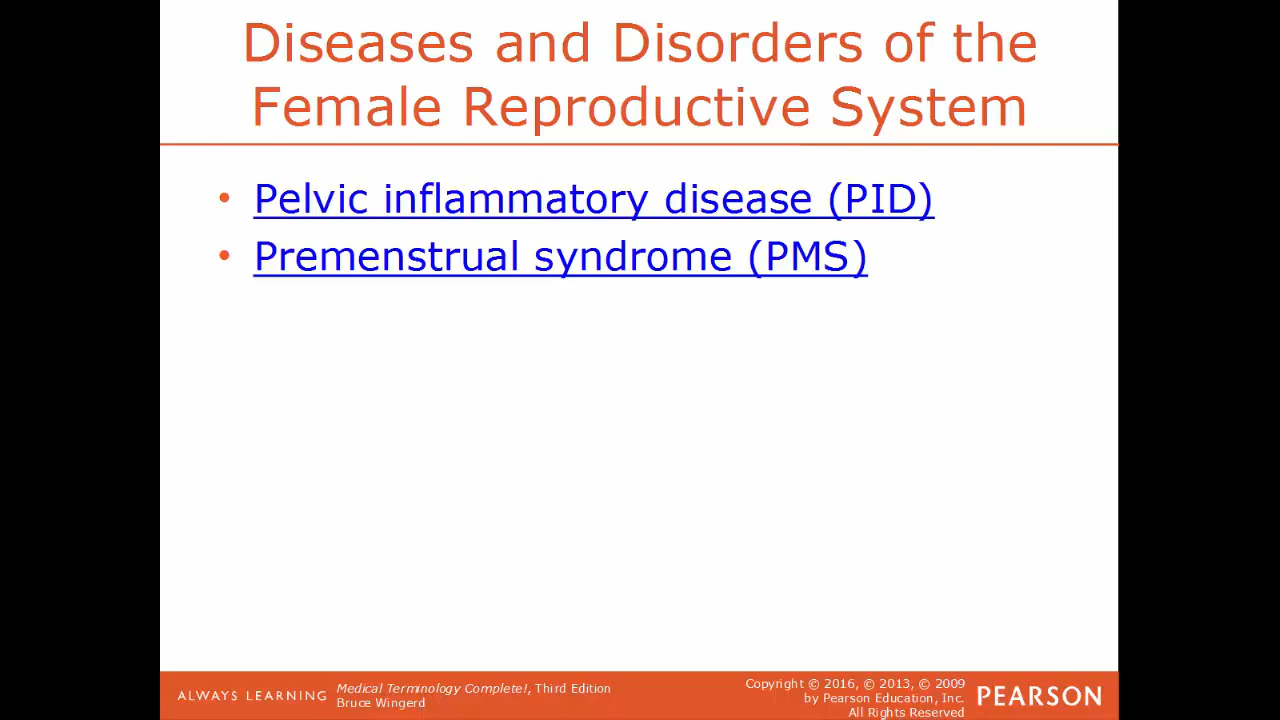 Diseases and Disorders of the
Female Reproductive System
• Pelvic inflammatory disease (PID)
• Premenstrual syndrome (PMS)
ALWAYS LEARNING
Medical Terminology Complete!, Third Edition
Bruce Wingerd
Copyright © 2016, © 2013, © 2009
by Pearson Education, Inc.
All Rights Reserved
PEARSON